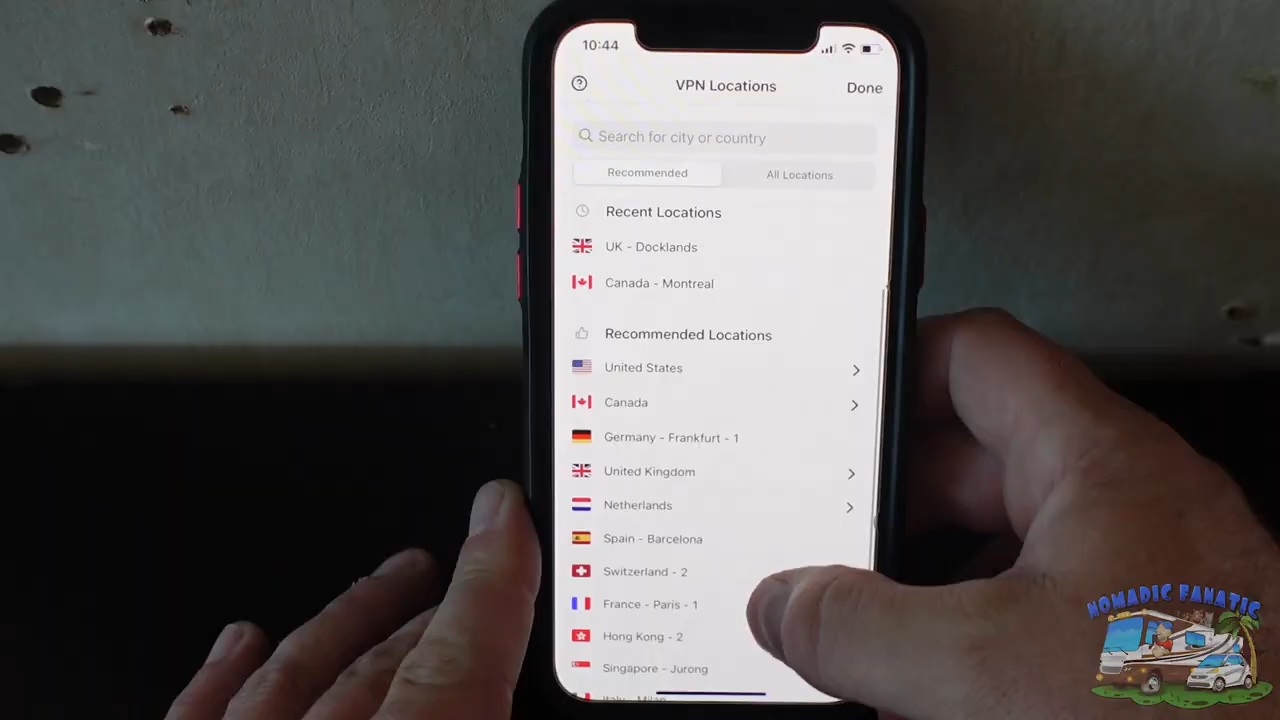 10:44
VPN Locations
Done
Search for city or country
Recommended
All Locations
Recent Locations
UK - Docklands
Canada - Montreal
Recommended Locations
United States
Canada
Germany - Frankfurt - 1
United Kingdom
Netherlands
Spain - Barcelona
Switzerland - 2
France - Paris - 1
Hong Kong - 2
Singapore - Jurong
Italy - Milan
NOMADIC FANATIC